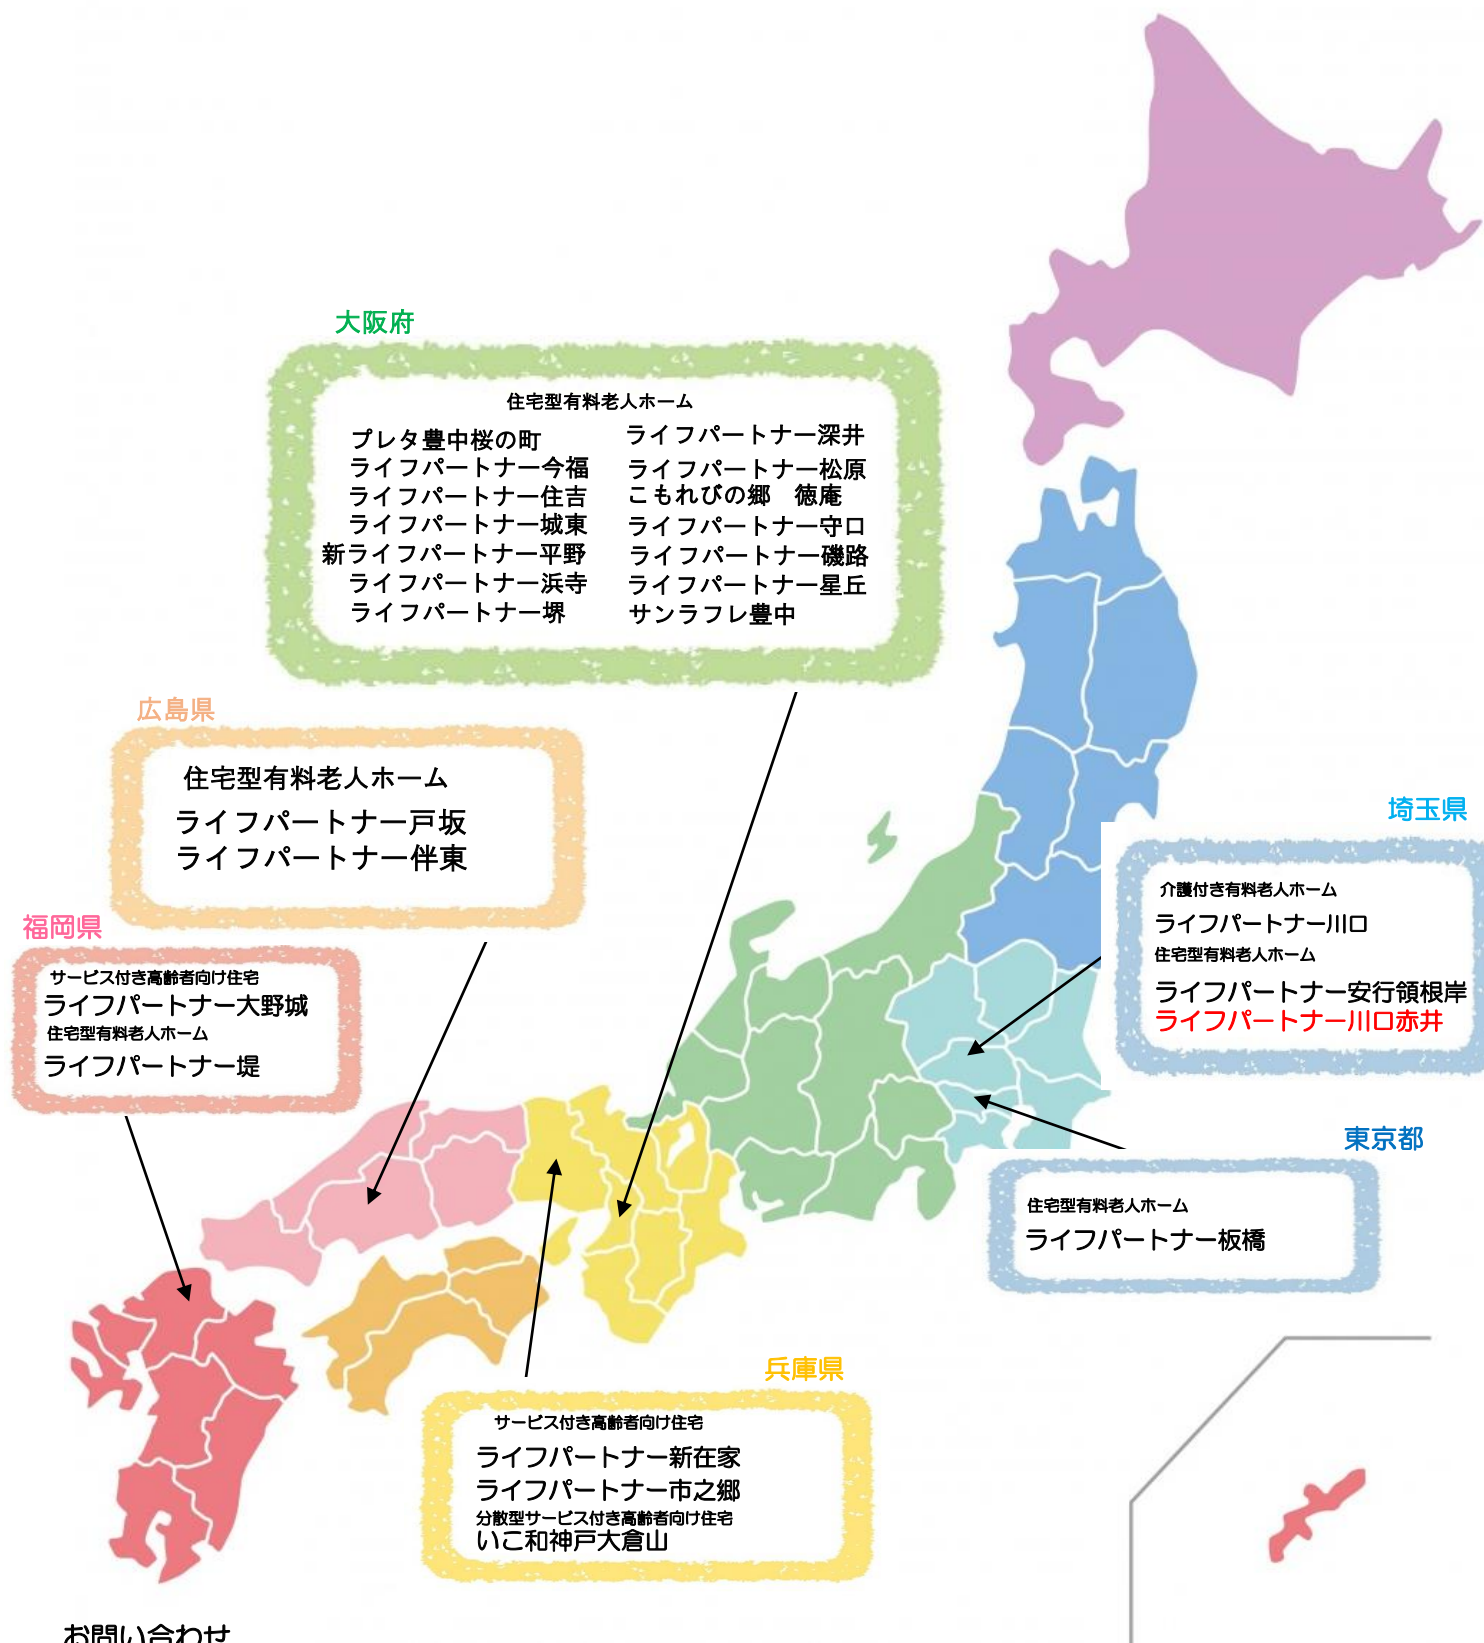 大阪府
住宅型有料老人ホーム
プレタ豊中桜の町
ライフパートナー今福
ライフパートナー住吉
ライフパートナー城東
新ライフパートナー平野
ライフパートナー浜寺
ライフパートナー堺
ライフパートナー深井
ライフパートナー松原
こもれびの郷　徳庵
ライフパートナー守口
ライフパートナー磯路
ライフパートナー星丘
サンラフレ豊中
広島県
住宅型有料老人ホーム
ライフパートナー戸坂
ライフパートナー伴東
埼玉県
介護付き有料老人ホーム
ライフパートナー川口
住宅型有料老人ホーム
ライフパートナー安行領根岸
ライフパートナー川口赤井
福岡県
サービス付き高齢者向け住宅
ライフパートナー大野城
住宅型有料老人ホーム
ライフパートナー堤
東京都
住宅型有料老人ホーム
ライフパートナー板橋
兵庫県
サービス付き高齢者向け住宅
ライフパートナー新在家
ライフパートナー市之郷
分散型サービス付き高齢者向け住宅
いこ和神戸大倉山
お問い合わせ